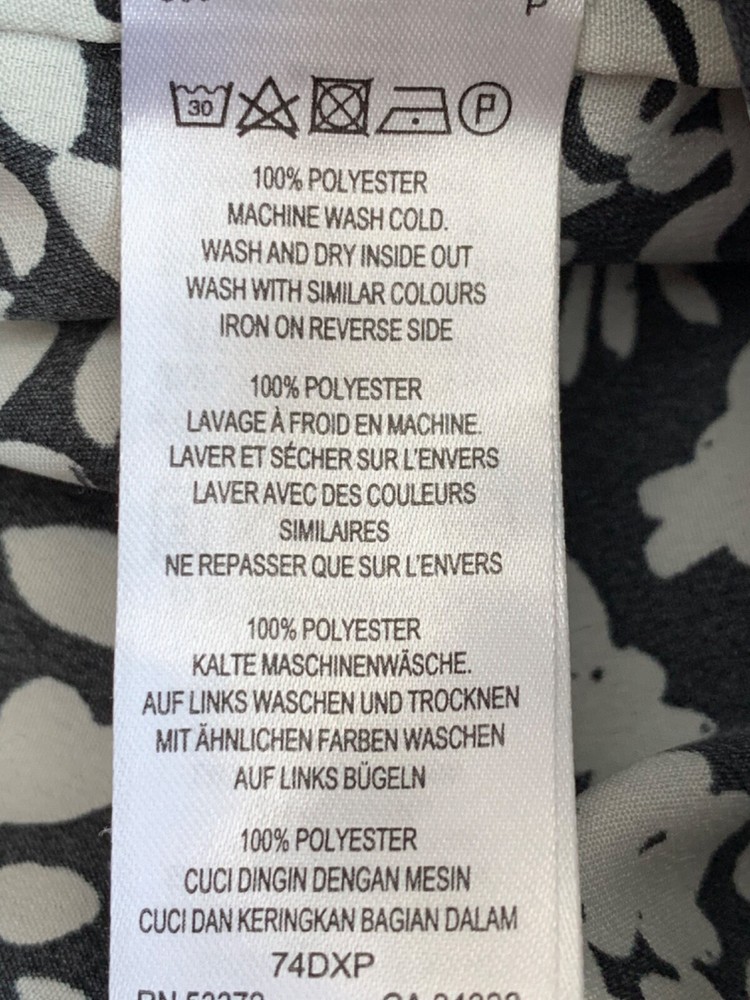 30 P
100% POLYESTER
MACHINE WASH COLD.
WASH AND DRY INSIDE OUT
WASH WITH SIMILAR COLOURS
IRON ON REVERSE SIDE
100% POLYESTER
LAVAGE À FROID EN MACHINE.
LAVER ET SÉCHER SUR L'ENVERS
LAVER AVEC DES COULEURS
SIMILAIRES
NE REPASSER QUE SUR L'ENVERS
100% POLYESTER
KALTE MASCHINENWÄSCHE.
AUF LINKS WASCHEN UND TROCKNEN
MIT ÄHNLICHEN FARBEN WASCHEN
AUF LINKS BÜGELN
100% POLYESTER
CUCI DINGIN DENGAN MESIN
CUCI DAN KERINGKAN BAGIAN DALAM
74DXP